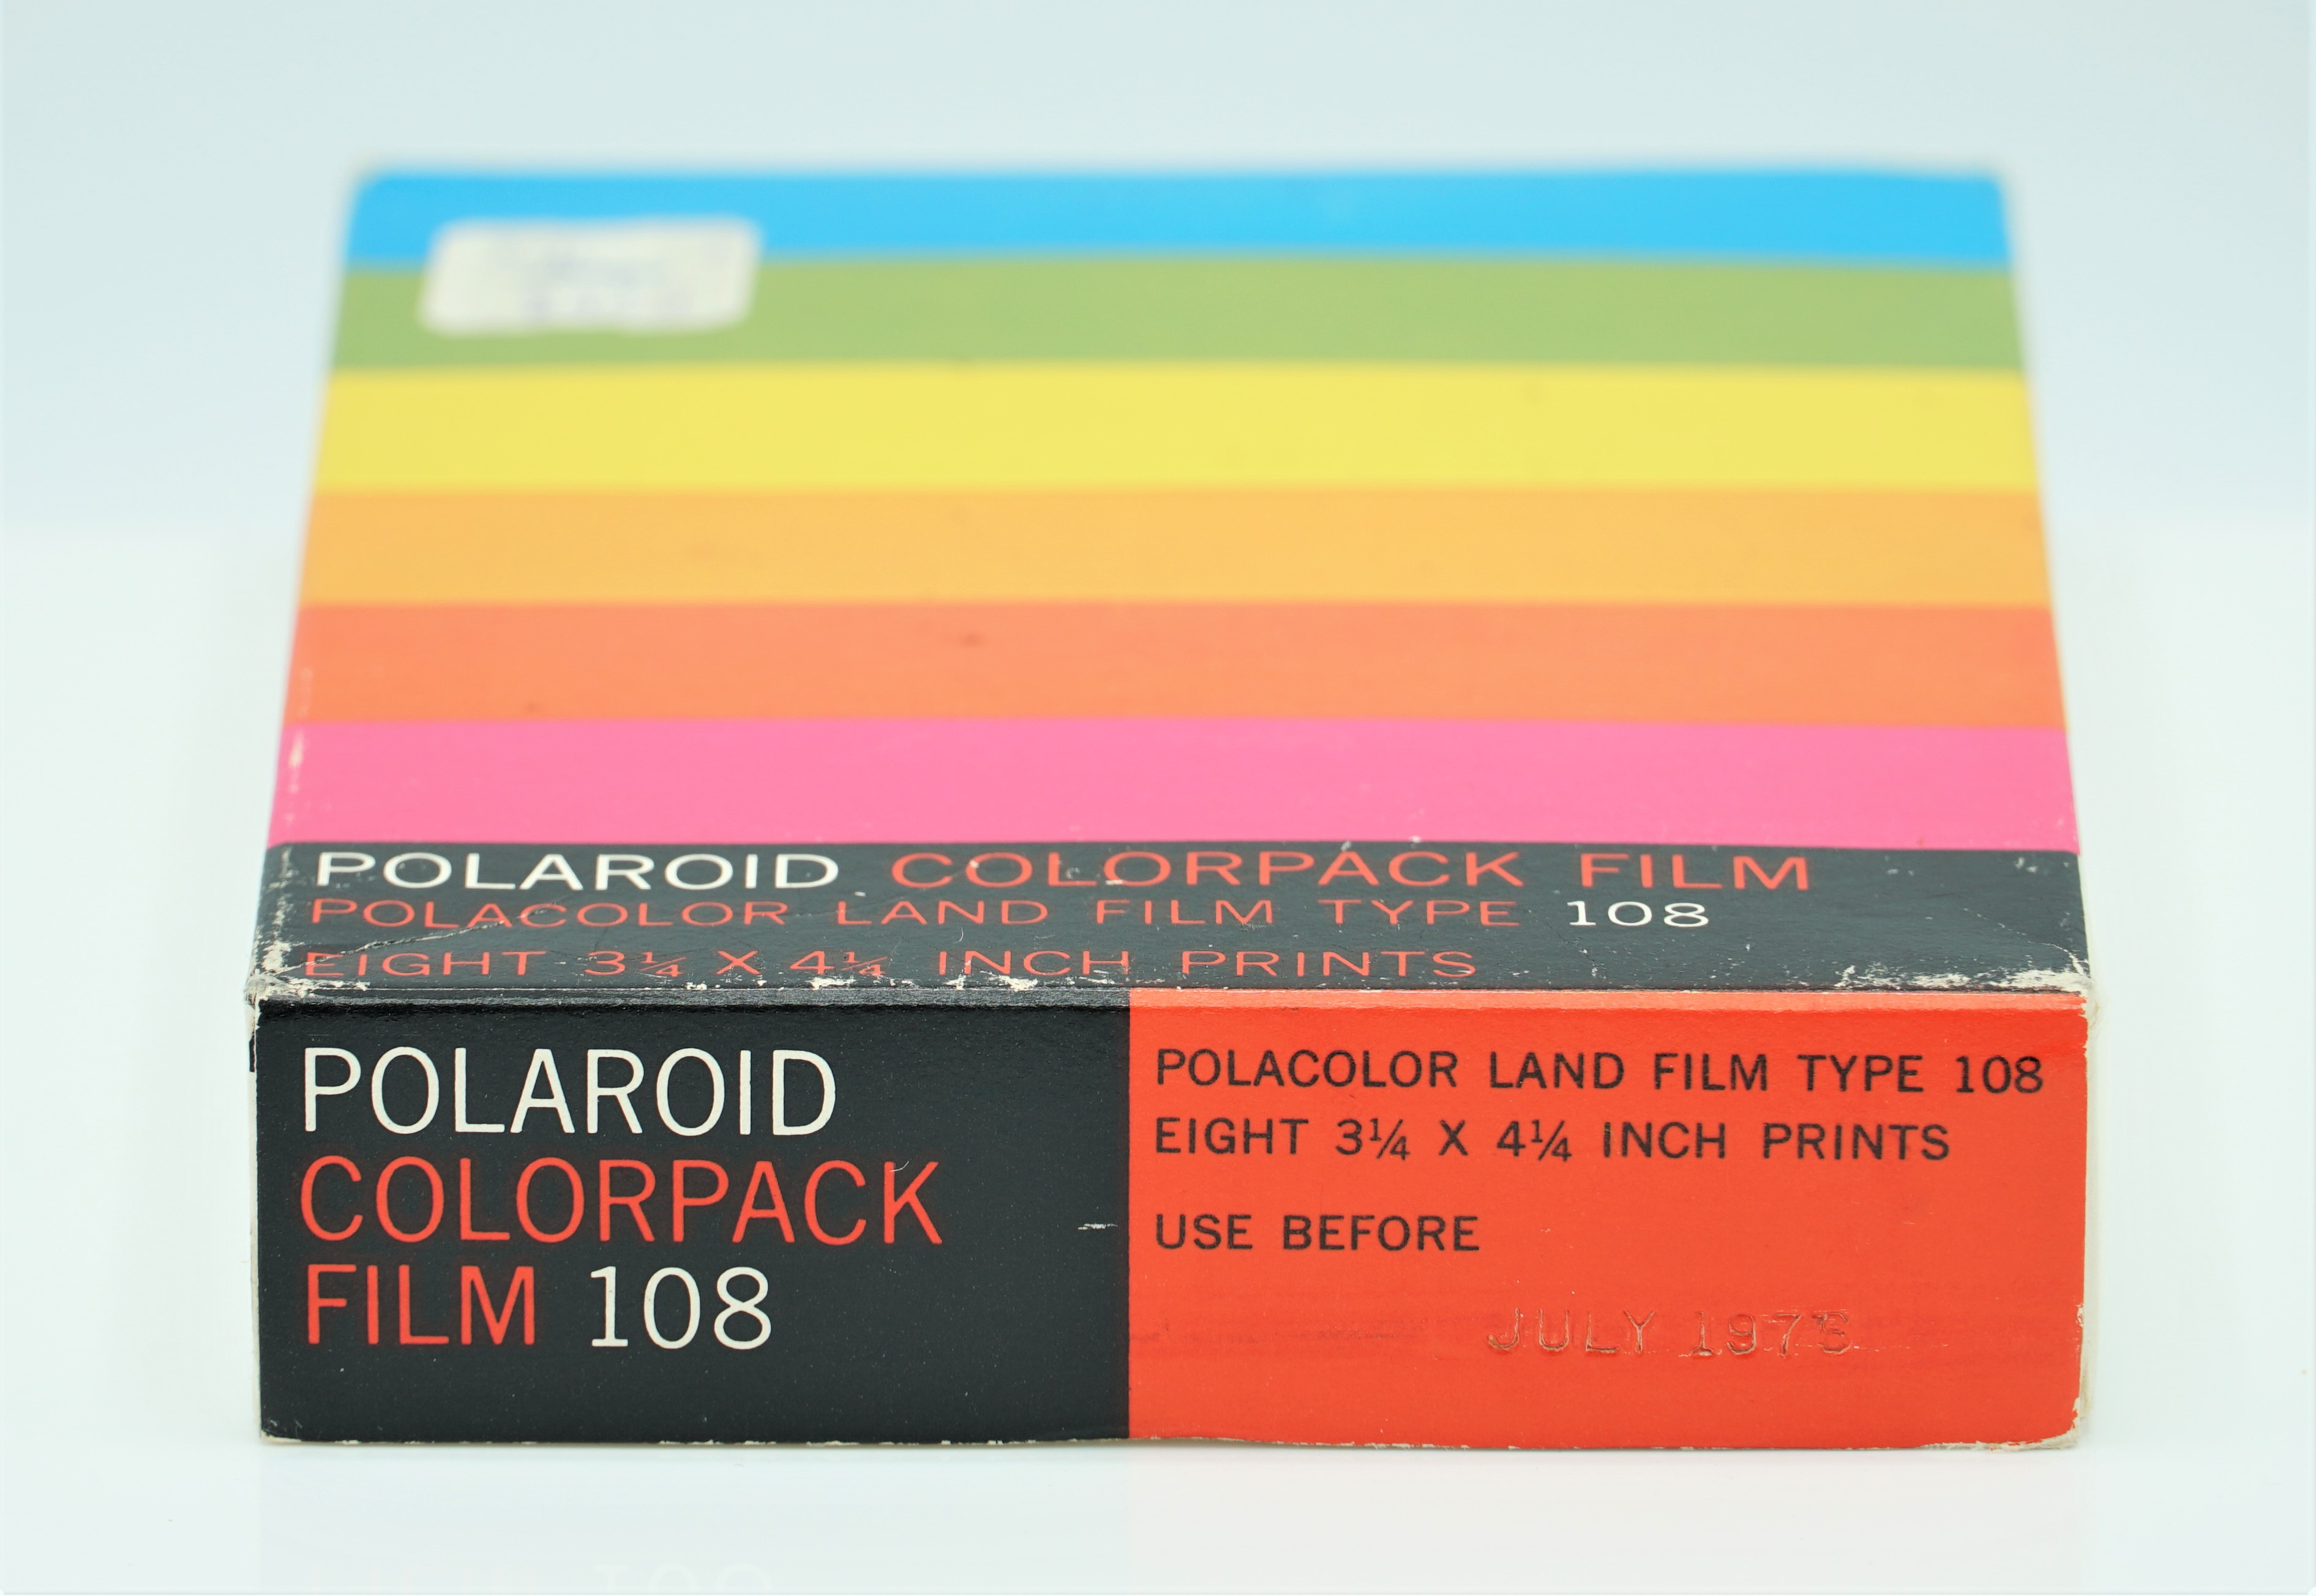 POLAROID COLORPACK FILM
POLACOLOR LAND FILM TYPE 108
EIGHT 3¼ X 4¼ INCH PRINTS
POLAROID
COLORPACK
FILM 108
POLACOLOR LAND FILM TYPE 108
EIGHT 3¼ X 4¼ INCH PRINTS
USE BEFORE
JULY